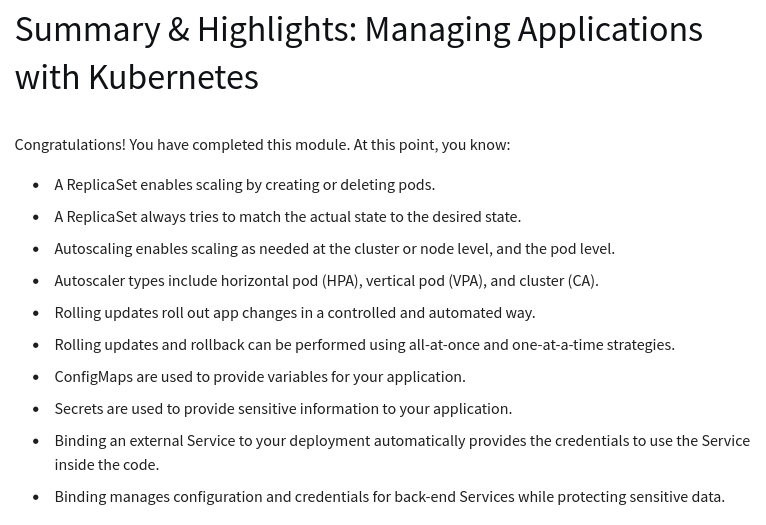 Summary & Highlights: Managing Applications
with Kubernetes
Congratulations! You have completed this module. At this point, you know:
• A ReplicaSet enables scaling by creating or deleting pods.
• A ReplicaSet always tries to match the actual state to the desired state.
• Autoscaling enables scaling as needed at the cluster or node level, and the pod level.
• Autoscaler types include horizontal pod (HPA), vertical pod (VPA), and cluster (CA).
• Rolling updates roll out app changes in a controlled and automated way.
• Rolling updates and rollback can be performed using all-at-once and one-at-a-time strategies.
• ConfigMaps are used to provide variables for your application.
• Secrets are used to provide sensitive information to your application.
• Binding an external Service to your deployment automatically provides the credentials to use the Service
inside the code.
• Binding manages configuration and credentials for back-end Services while protecting sensitive data.